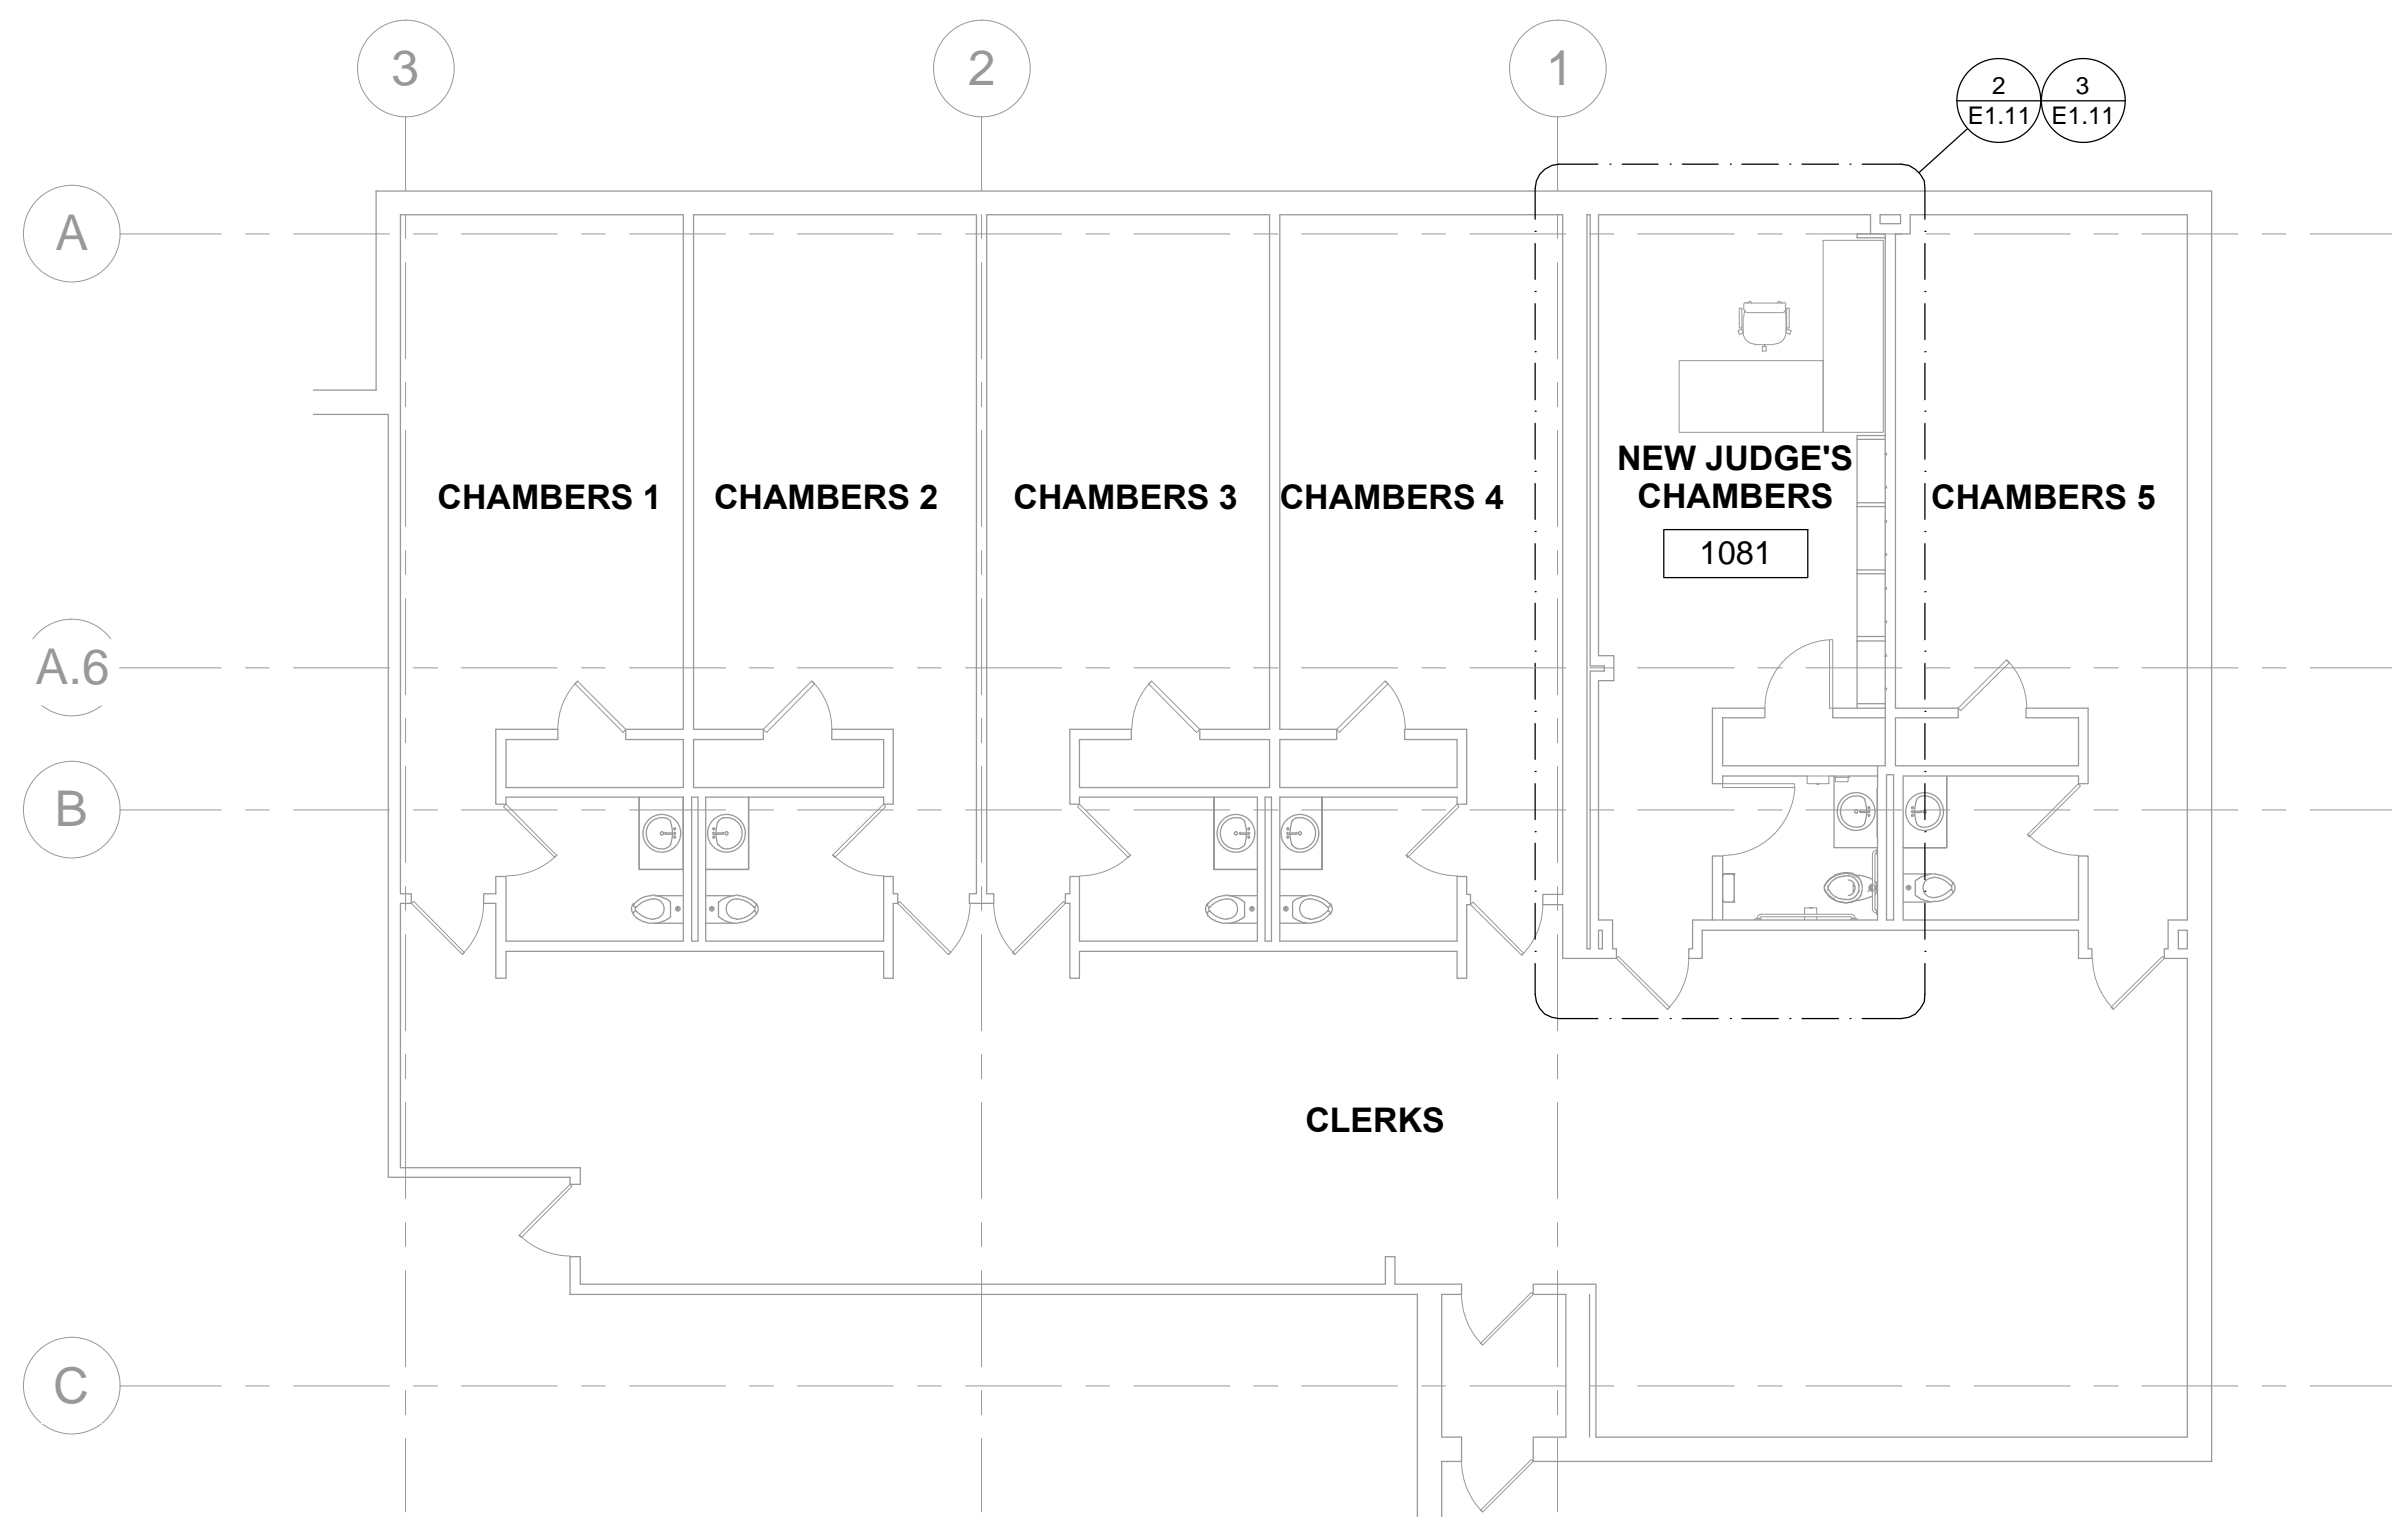 3
2
1
2
3
E1.11
E1.11
A
NEW JUDGE'S
CHAMBERS
CHAMBERS 1
CHAMBERS 2
CHAMBERS 3
CHAMBERS 4
CHAMBERS 5
1081
A.6
B
CLERKS
C